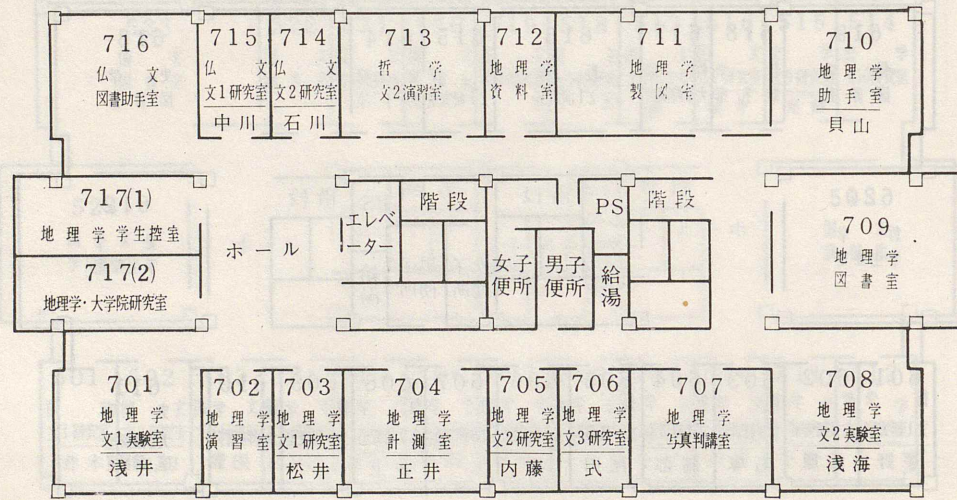 716
仏文
図書助手室
715
仏文
文1研究室
中川
714
仏文
文2研究室
石川
713
哲学
文2演習室
712
地理学
資料室
711
地理学
製図室
710
地理学
助手室
貝山
717(1)
地理学学生控室
717(2)
地理学・大学院研究室
ホール
エレベ
ーター
階段
女子
便所
男子
便所
PS
給湯
階段
709
地理学
図書室
701
地理学
文1実験室
浅井
702
地理学
演習室
703
地理学
文1研究室
松井
704
地理学
計測室
正井
705
地理学
文2研究室
内藤
706
地理学
文3研究室
弍
707
地理学
写真判講室
708
地理学
文2実験室
浅海